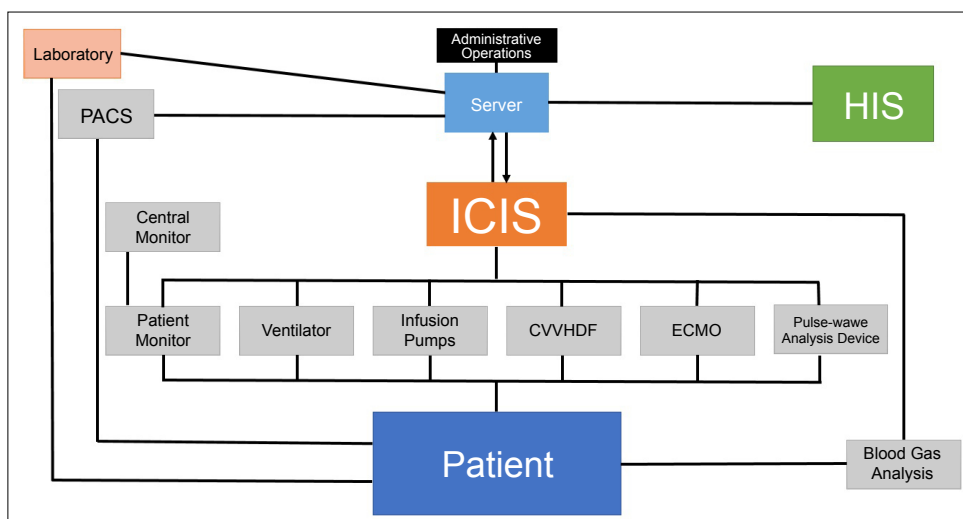 Administrative
Operations
Laboratory
Server
PACS
HIS
ICIS
Central
Monitor
Patient
Monitor
Ventilator
Infusion
Pumps
CVVHDF
ECMO
Pulse-wawe
Analysis Device
Patient
Blood Gas
Analysis